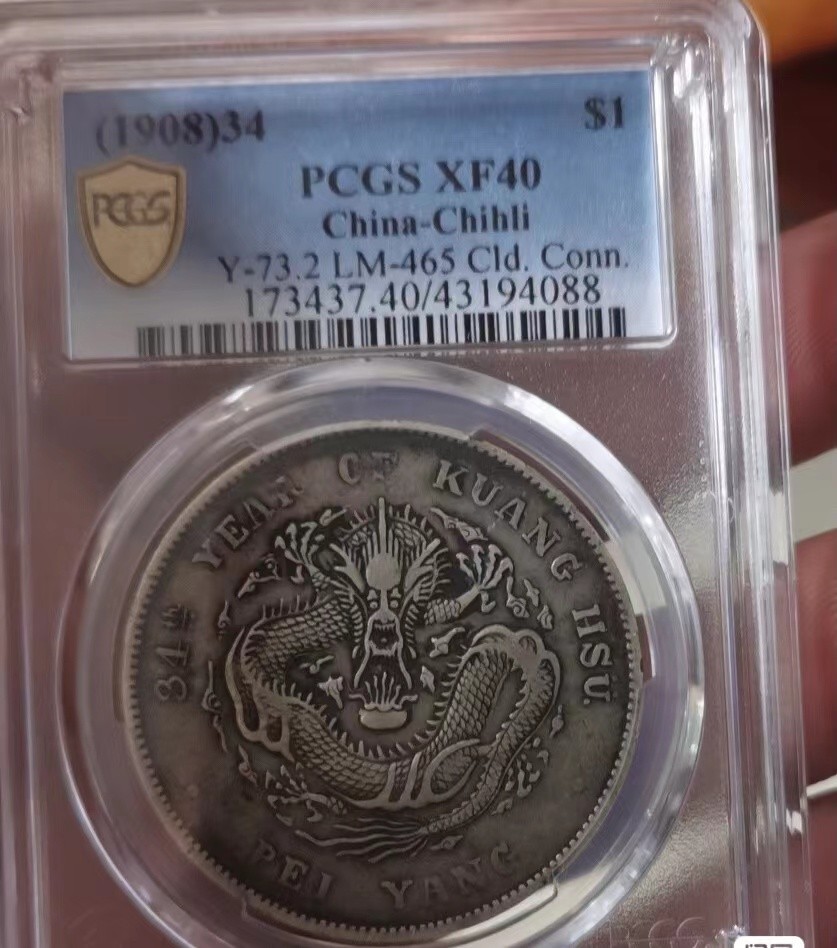 (1908)34 $1
PCGS XF40
China-Chihli
PCGS
Y-73.2 LM-465 Cld. Conn.
173437.40/43194088
34TH YEAR OF KUANG HSU.
PEI YANG
PCGS